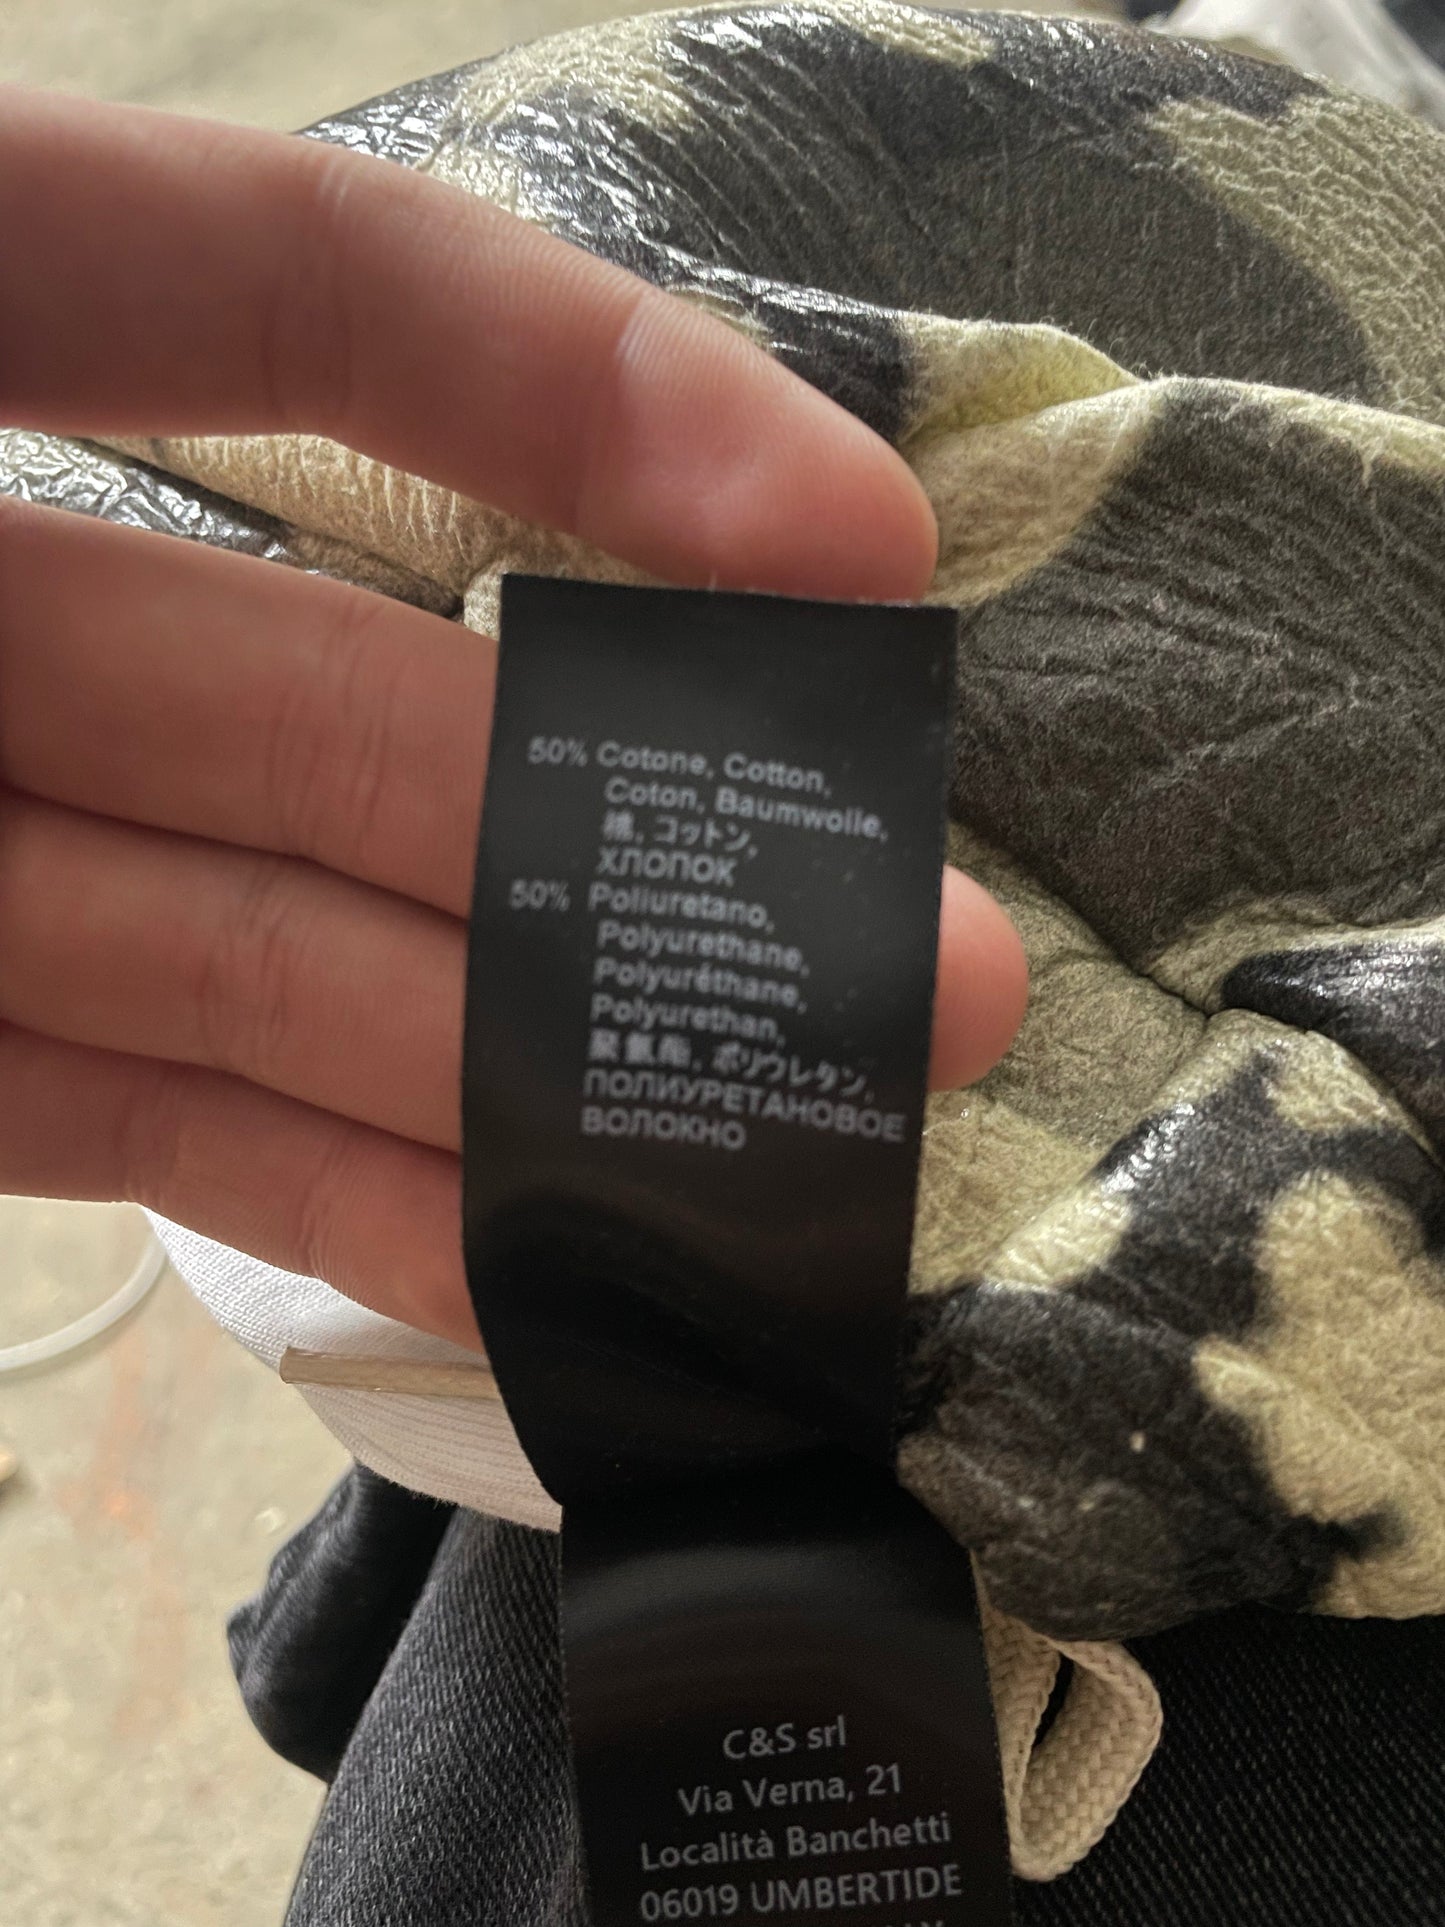 50% Cotone, Cotton,
Coton, Baumwolle,
棉, コットン,
ХЛОПОК
50% Poliuretano,
Polyurethane,
Polyuréthane,
Polyurethan,
聚氨酯, ポリウレタン,
ПОЛИУРЕТАНОВОЕ
ВОЛОКНО
C&S srl
Via Verna, 21
Località Banchetti
06019 UMBERTIDE